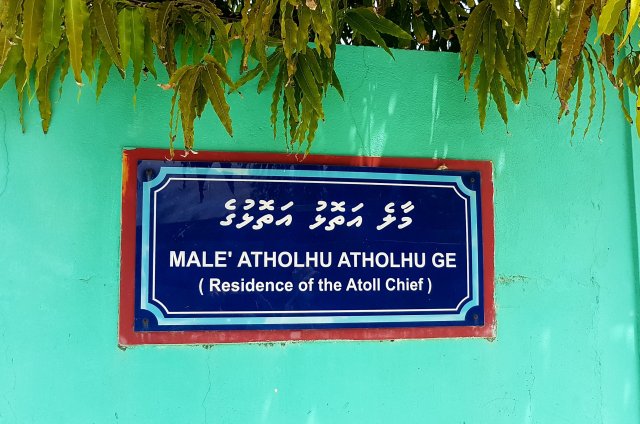 މާލެ އަތޮޅު އަތޮޅުގެ
MALE' ATHOLHU ATHOLHU GE
( Residence of the Atoll Chief )